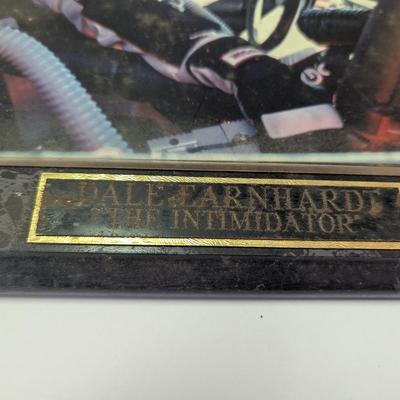 DALE EARNHARDT
"THE INTIMIDATOR"